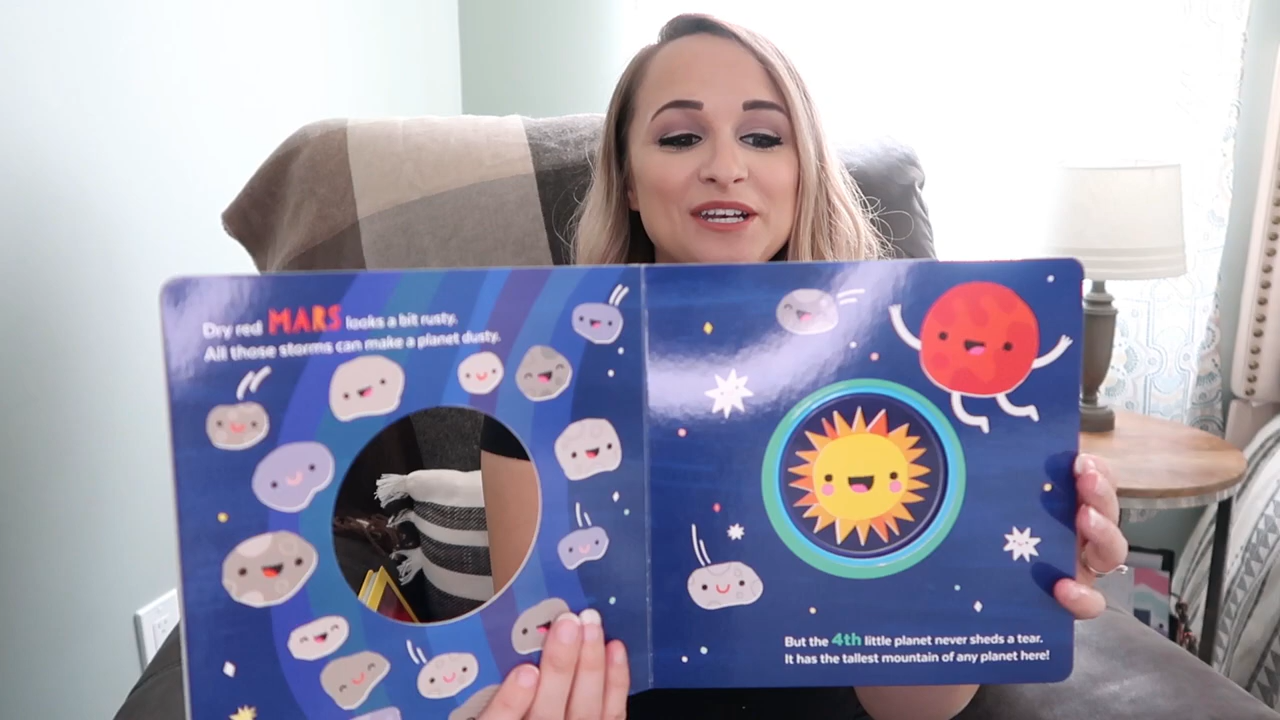 Dry red MARS looks a bit rusty.
All those storms can make a planet dusty.
But the 4th little planet never sheds a tear.
It has the tallest mountain of any planet here!